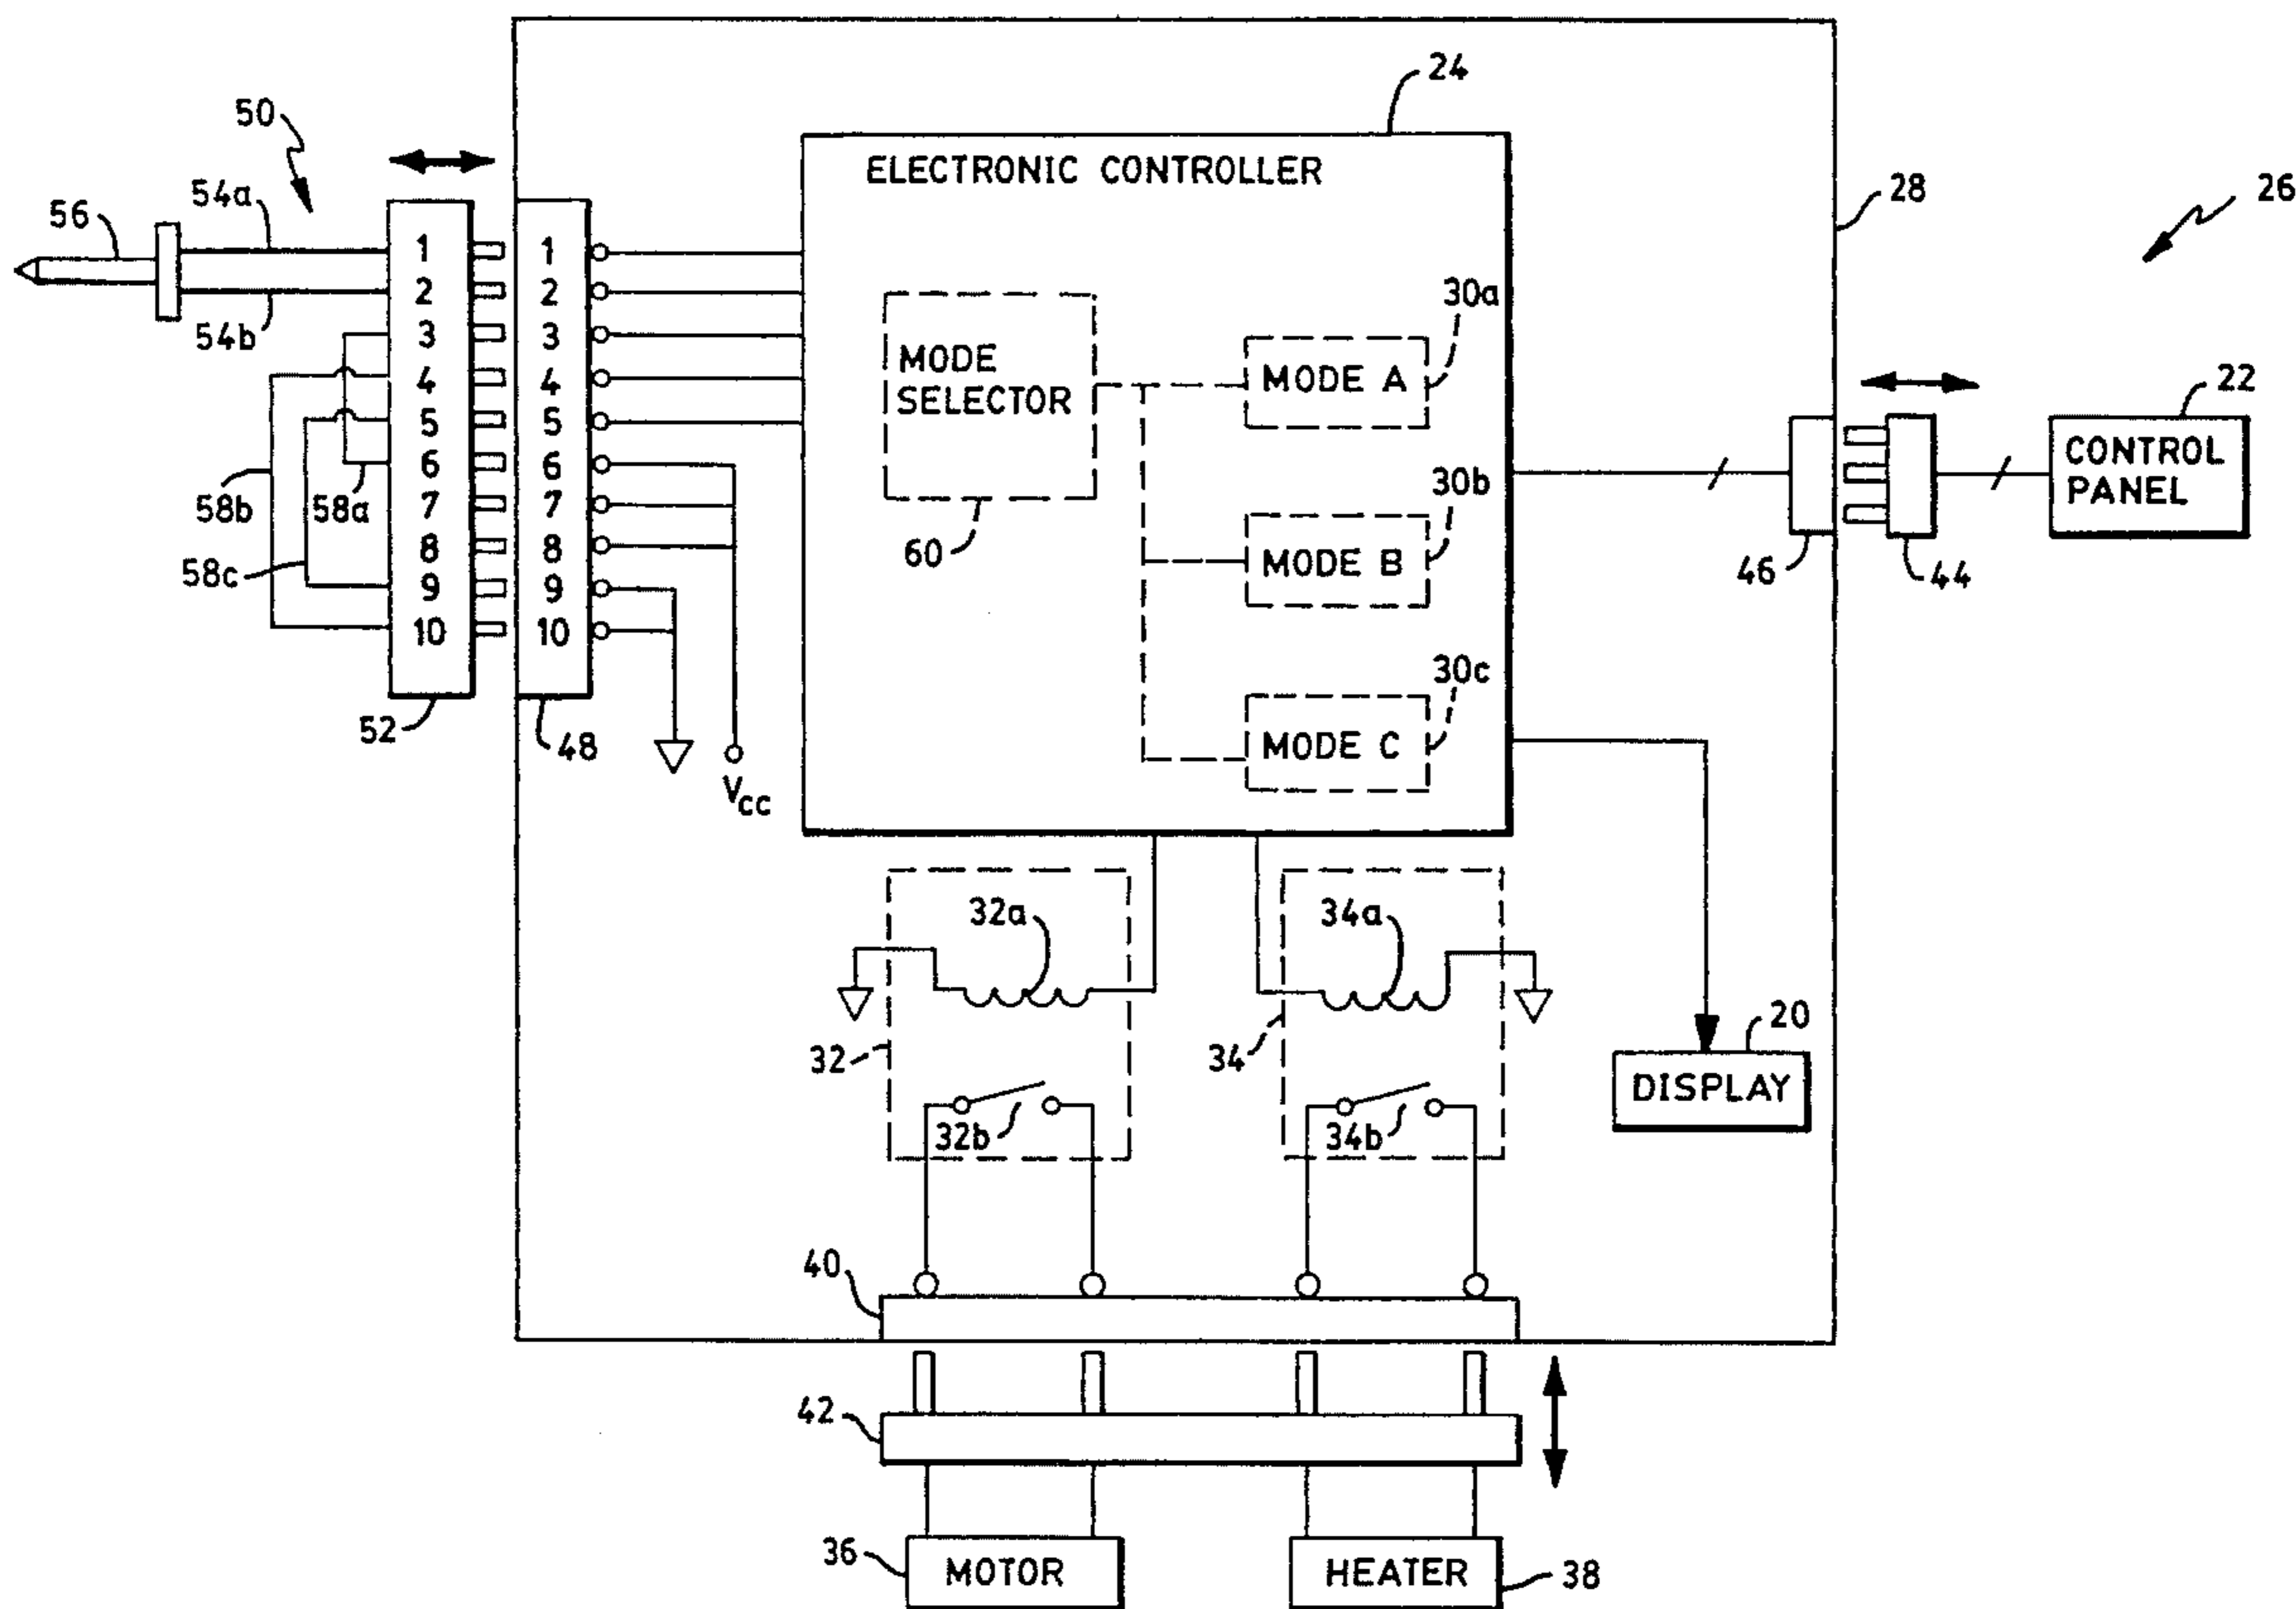 24
50
ELECTRONIC CONTROLLER
28
26
54a
56
1
2
3
4
5
6
7
8
9
10
1
2
3
4
5
6
7
8
9
10
54b
30a
MODE
SELECTOR
MODE A
22
CONTROL
PANEL
58b
58a
30b
60
MODE B
58c
46
44
30c
52
48
MODE C
VCC
32a
34a
20
32
34
DISPLAY
32b
34b
40
42
36
MOTOR
HEATER
38